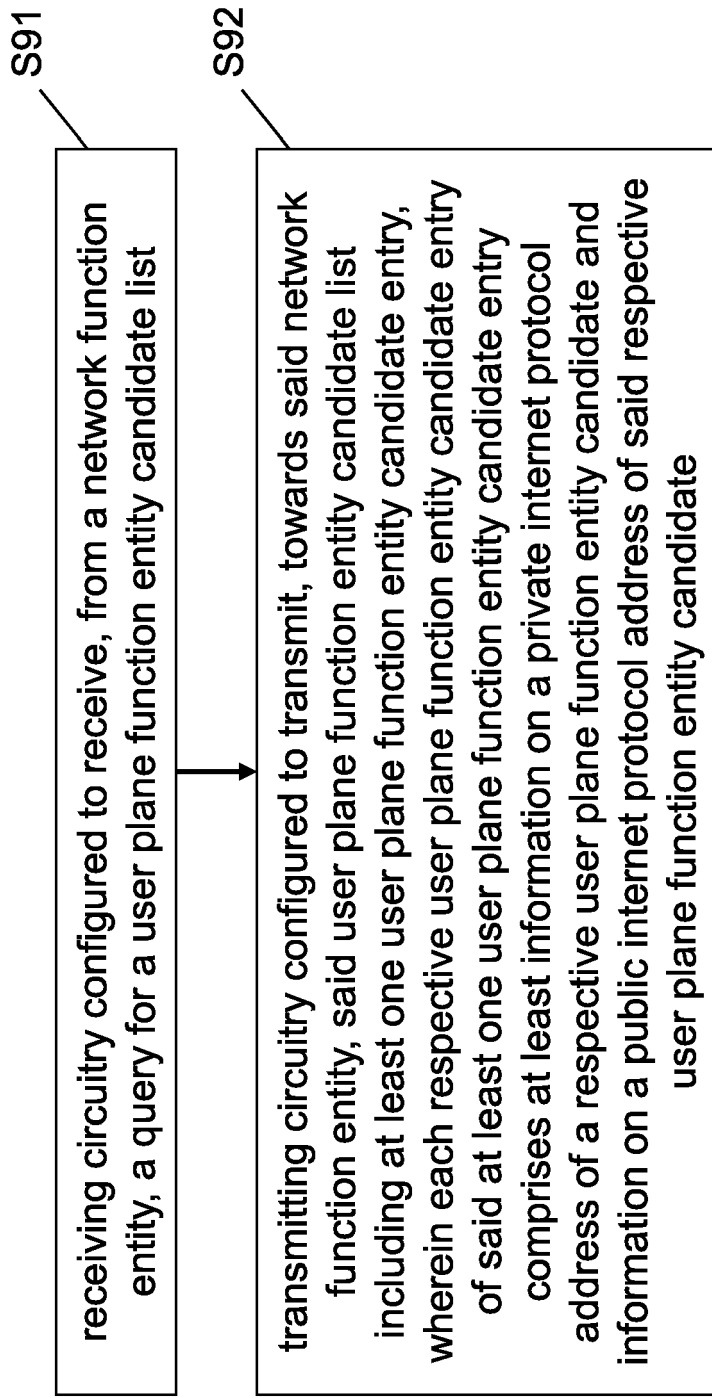 S91
receiving circuitry configured to receive, from a network function
entity, a query for a user plane function entity candidate list
S92
transmitting circuitry configured to transmit, towards said network
function entity, said user plane function entity candidate list
including at least one user plane function entity candidate entry,
wherein each respective user plane function entity candidate entry
of said at least one user plane function entity candidate entry
comprises at least information on a private internet protocol
address of a respective user plane function entity candidate and
information on a public internet protocol address of said respective
user plane function entity candidate